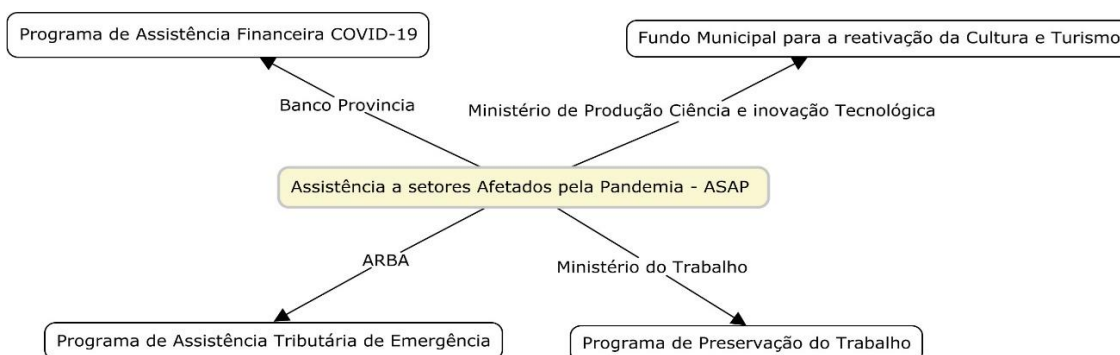 Programa de Assistência Financeira COVID-19
Fundo Municipal para a reativação da Cultura e Turismo
Banco Provincia
Ministério de Produção Ciência e inovação Tecnológica
Assistência a setores Afetados pela Pandemia - ASAP
ARBA
Ministério do Trabalho
Programa de Assistência Tributária de Emergência
Programa de Preservação do Trabalho